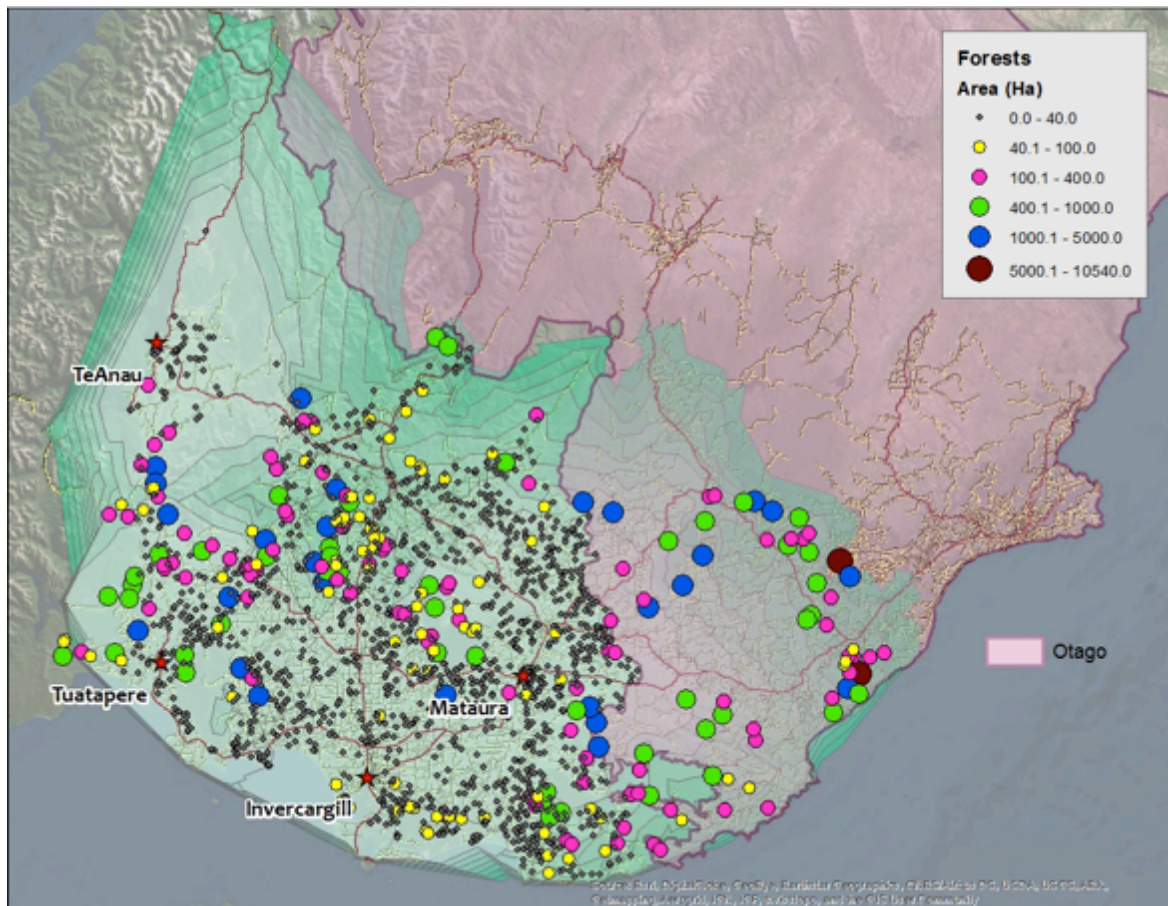 Forests
Area (Ha)
0.0 - 40.0
40.1 - 100.0
100.1 - 400.0
400.1 - 1000.0
1000.1 - 5000.0
5000.1 - 10540.0
TeAnau
Otago
Tuatapere
Mataura
Invercargill